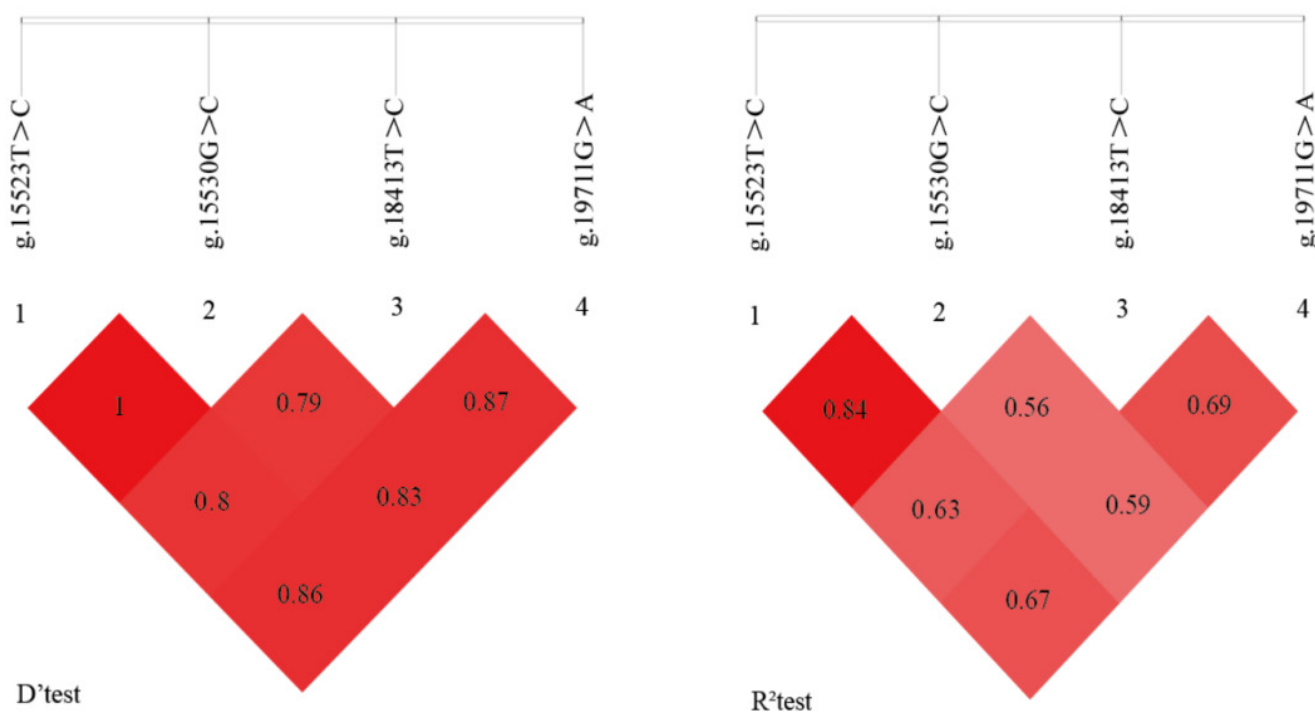 g.15523T>C
g.15530G>C
g.18413T>C
g.19711G>A
1 2 3 4
1 0.79 0.87
0.8 0.83
0.86
D’test
g.15523T>C
g.15530G>C
g.18413T>C
g.19711G>A
1 2 3 4
0.84 0.56 0.69
0.63 0.59
0.67
R²test